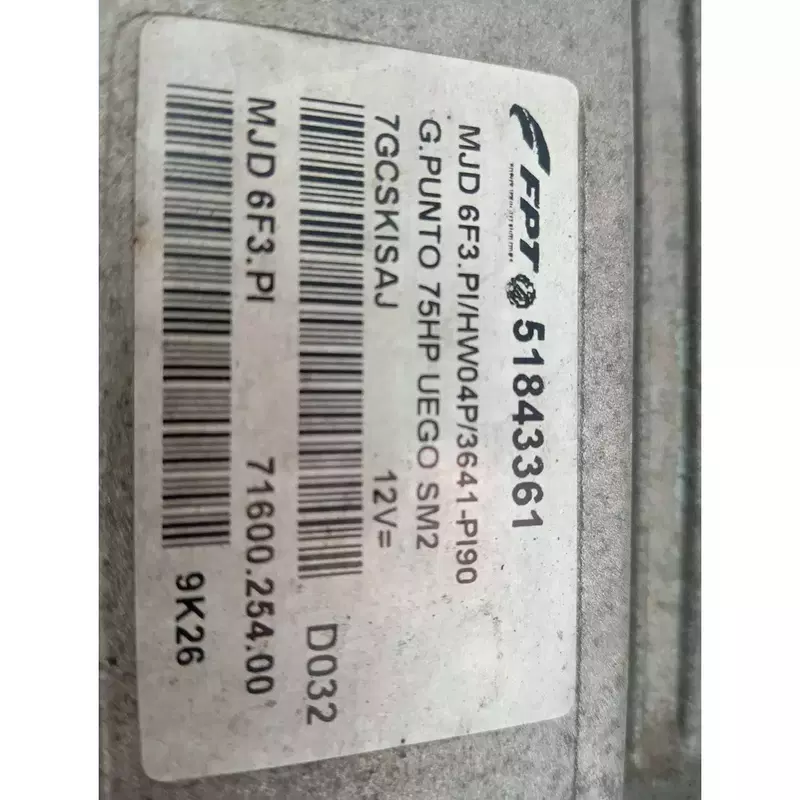 FPT 51843361
MJD 6F3.PI/HW04P/3641-PI90
G.PUNTO 75HP UEGO SM2
7GCSKISAJ 12V=
D032
MJD 6F3.PI 71600.254.00
9K26